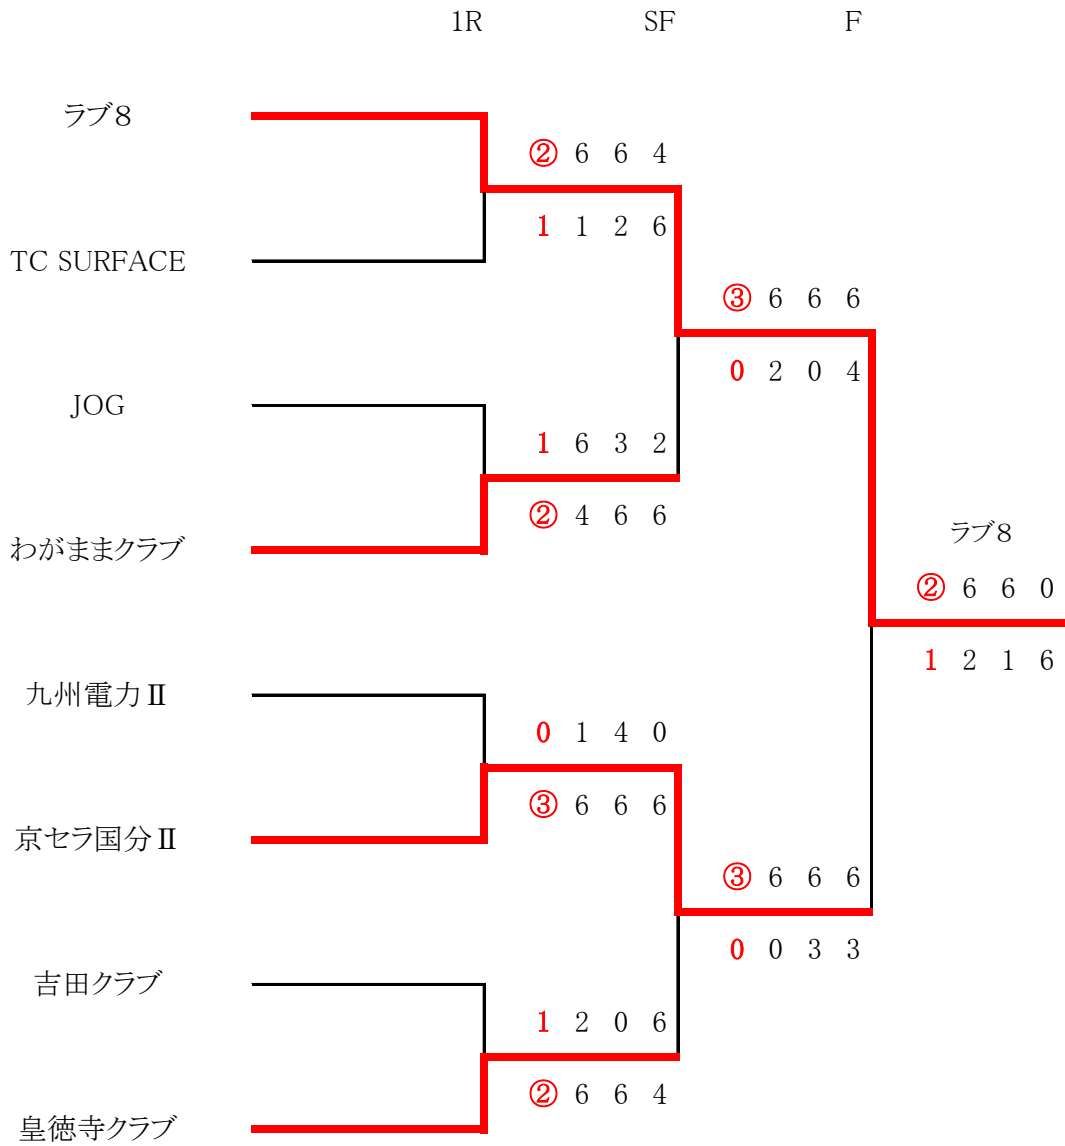 1R SF F
ラブ8
② 6 6 4
1 1 2 6
TC SURFACE
③ 6 6 6
0 2 0 4
JOG
1 6 3 2
② 4 6 6
わがままクラブ
ラブ8
② 6 6 0
1 2 1 6
九州電力Ⅱ
0 1 4 0
③ 6 6 6
京セラ国分Ⅱ
③ 6 6 6
0 0 3 3
吉田クラブ
1 2 0 6
② 6 6 4
皇徳寺クラブ